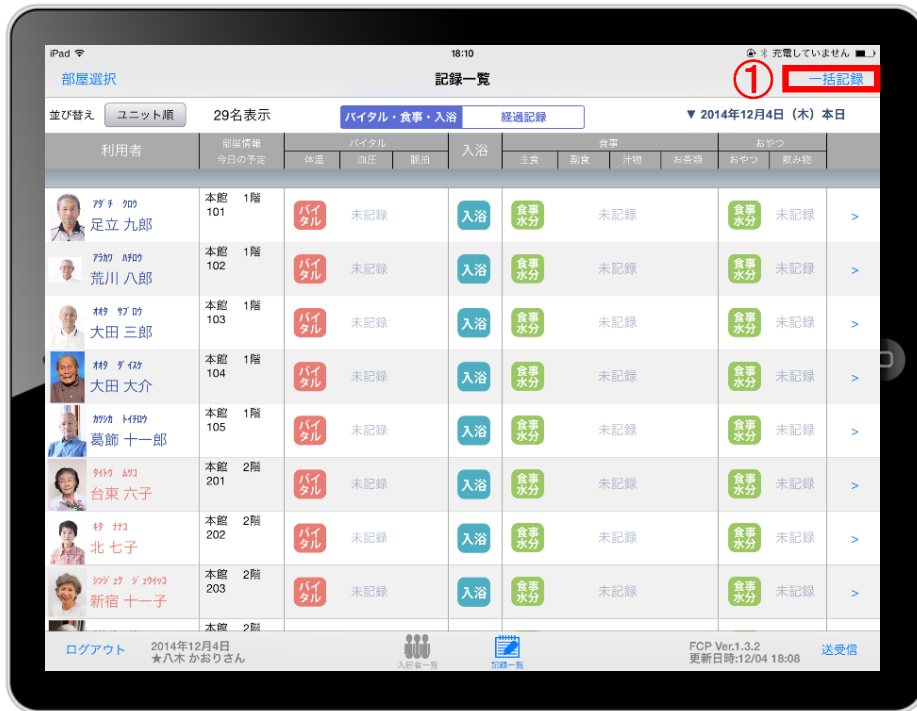 iPad 18:10 充電していません
部屋選択 記録一覧 ① 一括記録
並び替え ユニット順 29名表示 バイタル・食事・入浴 経過記録 ▼ 2014年12月4日（木）本日
利用者 部屋情報 バイタル 入浴 食事 おやつ
今日の予定 体温 血圧 脈拍 主食 副食 汁物 お茶類 おやつ 飲み物
ｱﾀﾞﾁ ｸﾛｳ 本館 1階
足立 九郎 101 バイタル 未記録 入浴 食事水分 未記録 食事水分 未記録 >
ｱﾗｶﾜ ﾊﾁﾛｳ 本館 1階
荒川 八郎 102 バイタル 未記録 入浴 食事水分 未記録 食事水分 未記録 >
ｵｵﾀ ｻﾌﾞﾛｳ 本館 1階
大田 三郎 103 バイタル 未記録 入浴 食事水分 未記録 食事水分 未記録 >
ｵｵﾀ ﾀﾞｲｽｹ 本館 1階
大田 大介 104 バイタル 未記録 入浴 食事水分 未記録 食事水分 未記録 >
ｶﾂｼｶ ﾄｲﾁﾛｳ 本館 1階
葛飾 十一郎 105 バイタル 未記録 入浴 食事水分 未記録 食事水分 未記録 >
ﾀｲﾄｳ ﾑﾂｺ 本館 2階
台東 六子 201 バイタル 未記録 入浴 食事水分 未記録 食事水分 未記録 >
ｷﾀ ﾅﾅｺ 本館 2階
北 七子 202 バイタル 未記録 入浴 食事水分 未記録 食事水分 未記録 >
ｼﾝｼﾞｭｸ ｼﾞｭｳｲﾁｺ 本館 2階
新宿 十一子 203 バイタル 未記録 入浴 食事水分 未記録 食事水分 未記録 >
本館 2階
ログアウト 2014年12月4日 入居者一覧 記録一覧 FCP Ver.1.3.2 送受信
★八木 かおりさん 更新日時:12/04 18:08